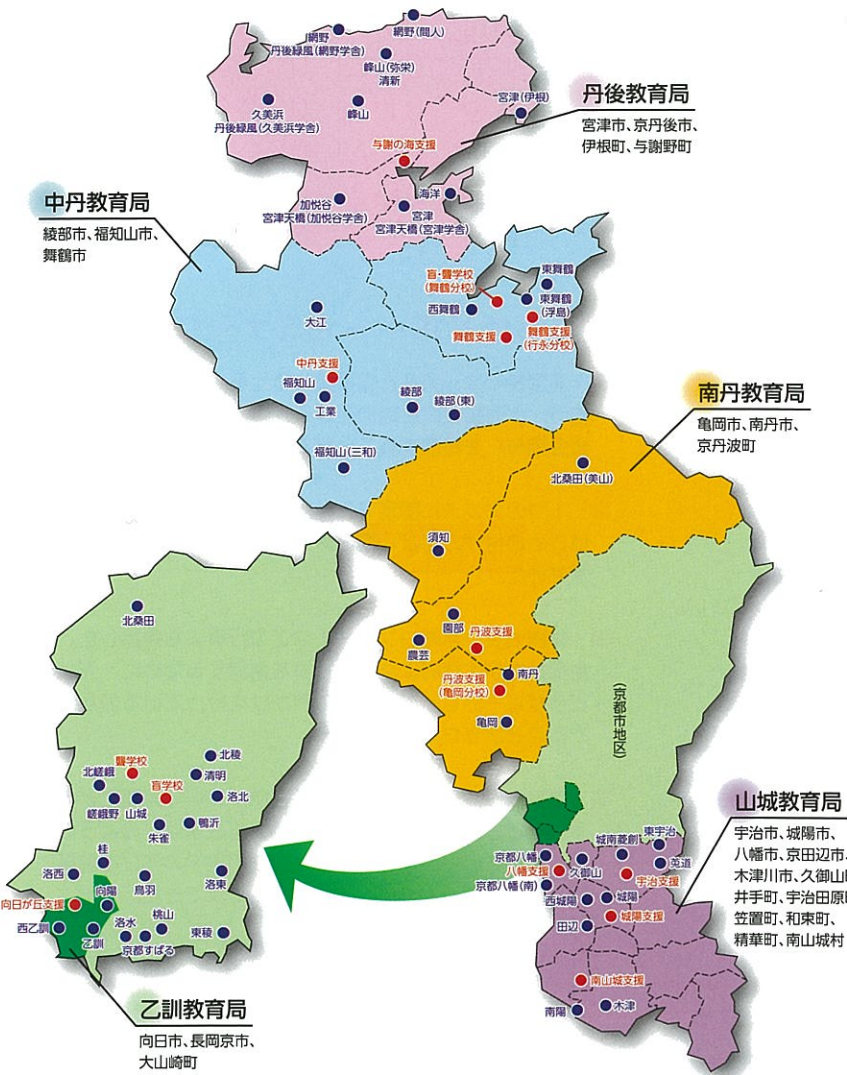 網野
丹後緑風(網野学舎)
網野(間人)
峰山(弥栄)
清新
久美浜
丹後緑風(久美浜学舎)
峰山
宮津(伊根)
与謝の海支援
加悦谷
宮津天橋(加悦谷学舎)
海洋
宮津
宮津天橋(宮津学舎)
丹後教育局
宮津市、京丹後市、
伊根町、与謝野町
中丹教育局
綾部市、福知山市、
舞鶴市
盲・聾学校
(舞鶴分校)
東舞鶴
西舞鶴
東舞鶴
(浮島)
舞鶴支援
舞鶴支援
(行永分校)
大江
中丹支援
福知山
工業
綾部
綾部(東)
福知山(三和)
南丹教育局
亀岡市、南丹市、
京丹波町
北桑田(美山)
須知
園部
農芸
丹波支援
丹波支援
(亀岡分校)
南丹
亀岡
(京都市地区)
北桑田
北稜
聾学校
清明
北嵯峨
盲学校
洛北
嵯峨野
山城
朱雀
鴨沂
桂
洛西
鳥羽
洛東
向陽
向日が丘支援
桃山
洛水
西乙訓
乙訓
京都すばる
東稜
乙訓教育局
向日市、長岡京市、
大山崎町
山城教育局
宇治市、城陽市、
八幡市、京田辺市、
木津川市、久御山町
井手町、宇治田原町
笠置町、和束町、
精華町、南山城村
京都八幡
八幡支援
京都八幡(南)
久御山
城南菱創
東宇治
莵道
宇治支援
西城陽
城陽
城陽支援
田辺
南山城支援
南陽
木津